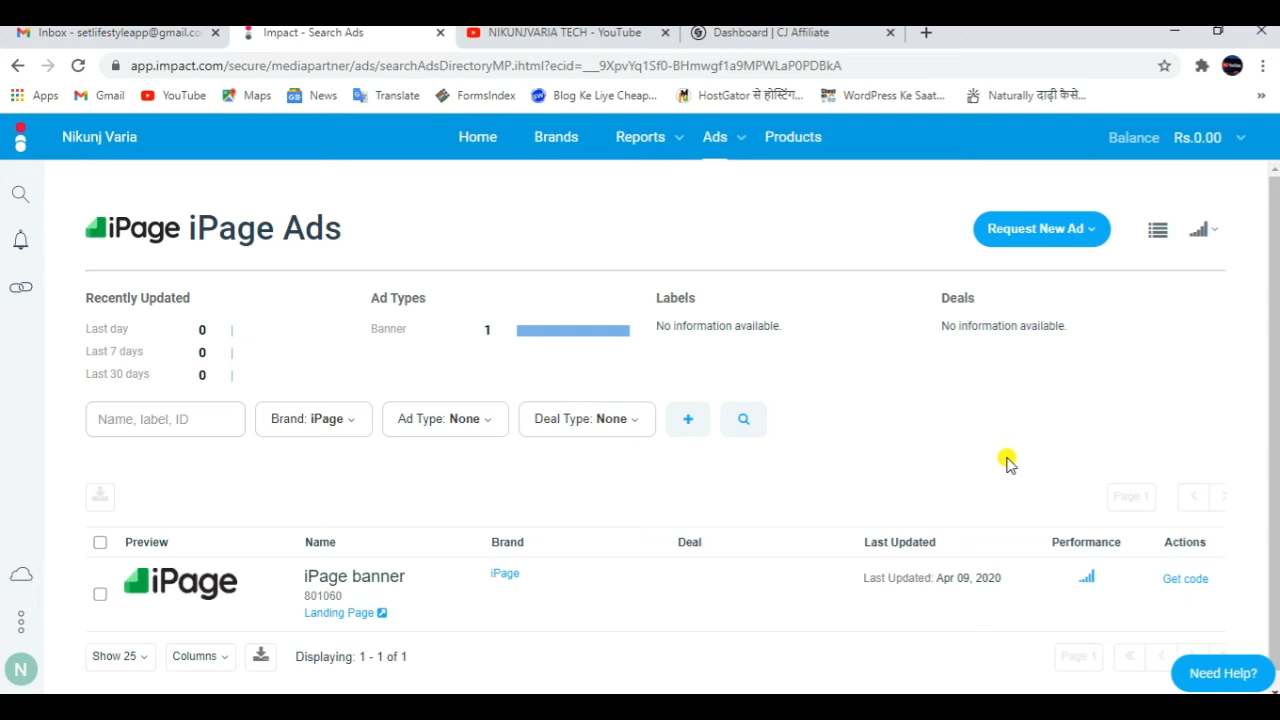 Inbox - setlifestyleapp@gmail.co
Impact - Search Ads
NIKUNJVARIA TECH - YouTube
Dashboard | CJ Affiliate
app.impact.com/secure/mediapartner/ads/searchAdsDirectoryMP.ihtml?ecid=___9XpvYq1Sf0-BHmwgf1a9MPWLaP0PDBkA
Apps
Gmail
YouTube
Maps
News
Translate
FormsIndex
Blog Ke Liye Cheap...
HostGator से होस्टिंग...
WordPress Ke Saat...
Naturally दाढ़ी कैसे...
Nikunj Varia
Home
Brands
Reports
Ads
Products
Balance Rs.0.00
iPage iPage Ads
Request New Ad
Recently Updated
Last day 0
Last 7 days 0
Last 30 days 0
Ad Types
Banner 1
Labels
No information available.
Deals
No information available.
Name, label, ID
Brand: iPage
Ad Type: None
Deal Type: None
Page 1
Preview Name Brand Deal Last Updated Performance Actions
iPage
iPage banner
801060
Landing Page
iPage
Last Updated: Apr 09, 2020
Get code
Show 25
Columns
Displaying: 1 - 1 of 1
Page 1
Need Help?
N